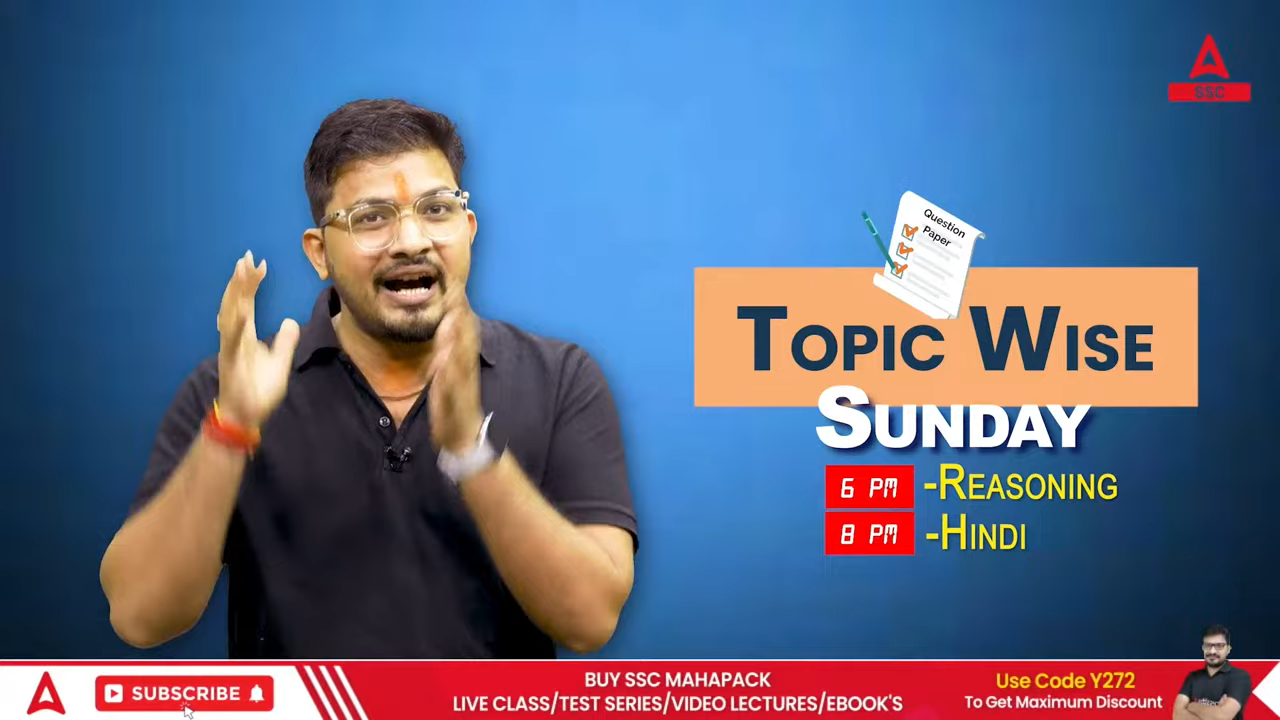 SSC
Question
Paper
TOPIC WISE
SUNDAY
6 PM -REASONING
8 PM -HINDI
SUBSCRIBE
BUY SSC MAHAPACK
LIVE CLASS/TEST SERIES/VIDEO LECTURES/EBOOK'S
Use Code Y272
To Get Maximum Discount